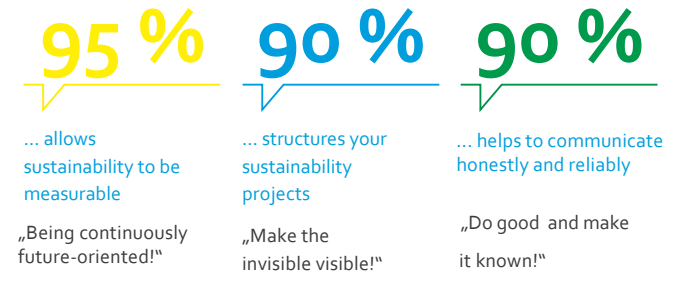 95 %
... allows
sustainability to be
measurable
„Being continuously
future-oriented!“
90 %
... structures your
sustainability
projects
„Make the
invisible visible!“
90 %
... helps to communicate
honestly and reliably
„Do good  and make
it known!“